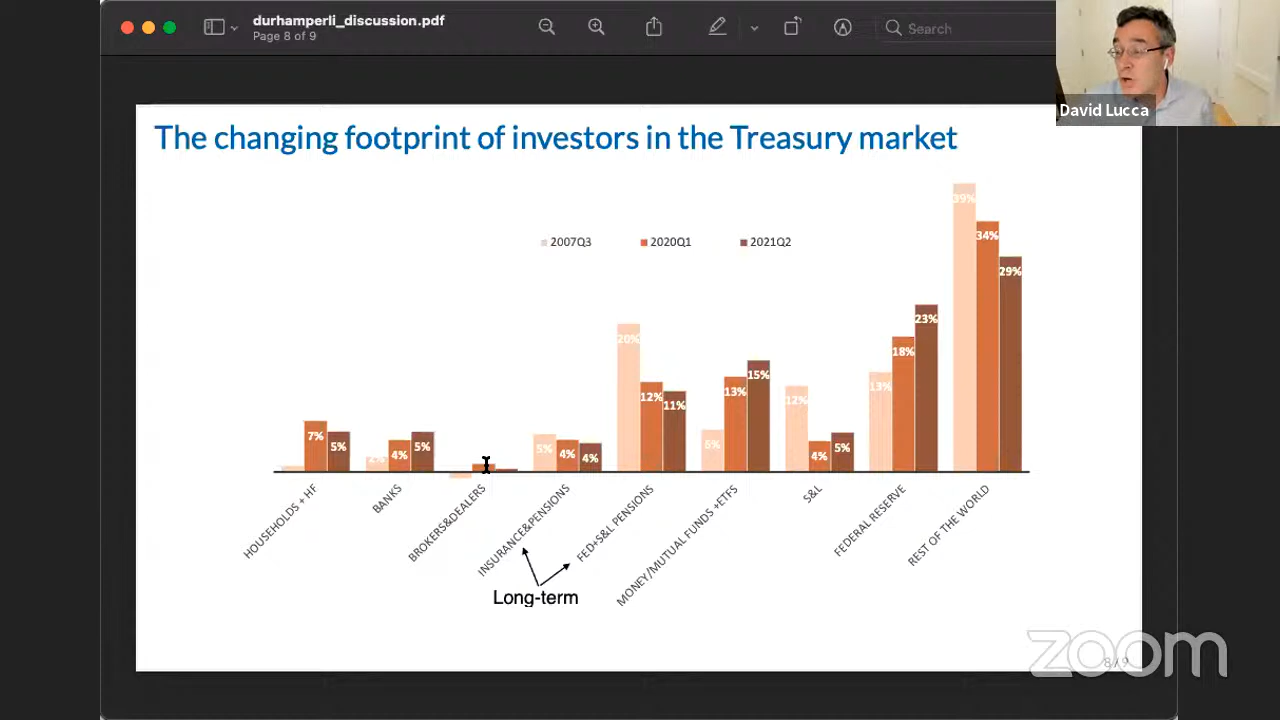 durhamperli_discussion.pdf
Page 8 of 9
Search
David Lucca
The changing footprint of investors in the Treasury market
2007Q3 2020Q1 2021Q2
7% 5%
2% 4% 5%
5% 4% 4%
20% 12% 11%
6% 13% 15%
12% 4% 5%
13% 18% 23%
39% 34% 29%
HOUSEHOLDS + HF
BANKS
BROKERS&DEALERS
INSURANCE&PENSIONS
FED+S&L PENSIONS
MONEY/MUTUAL FUNDS +ETFS
S&L
FEDERAL RESERVE
REST OF THE WORLD
Long-term
8 / 9
zoom